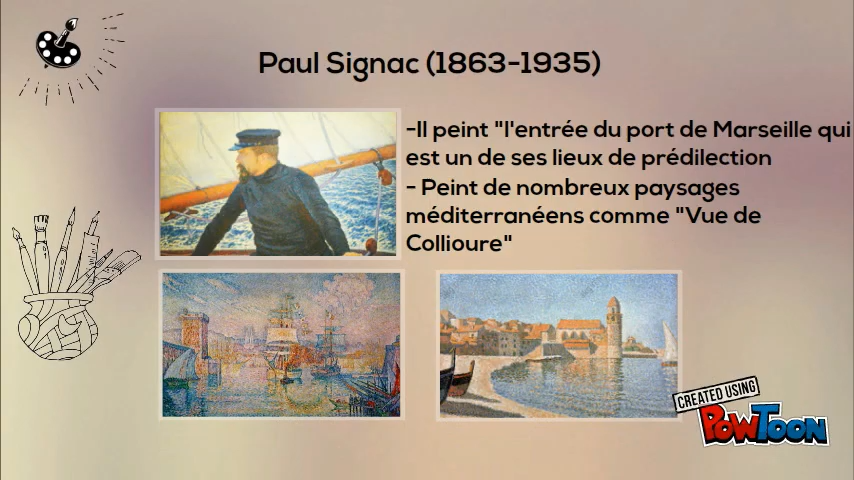 Paul Signac (1863-1935)
-Il peint "l'entrée du port de Marseille qui
est un de ses lieux de prédilection
- Peint de nombreux paysages
méditerranéens comme "Vue de
Collioure"
CREATED USING
POWTOON